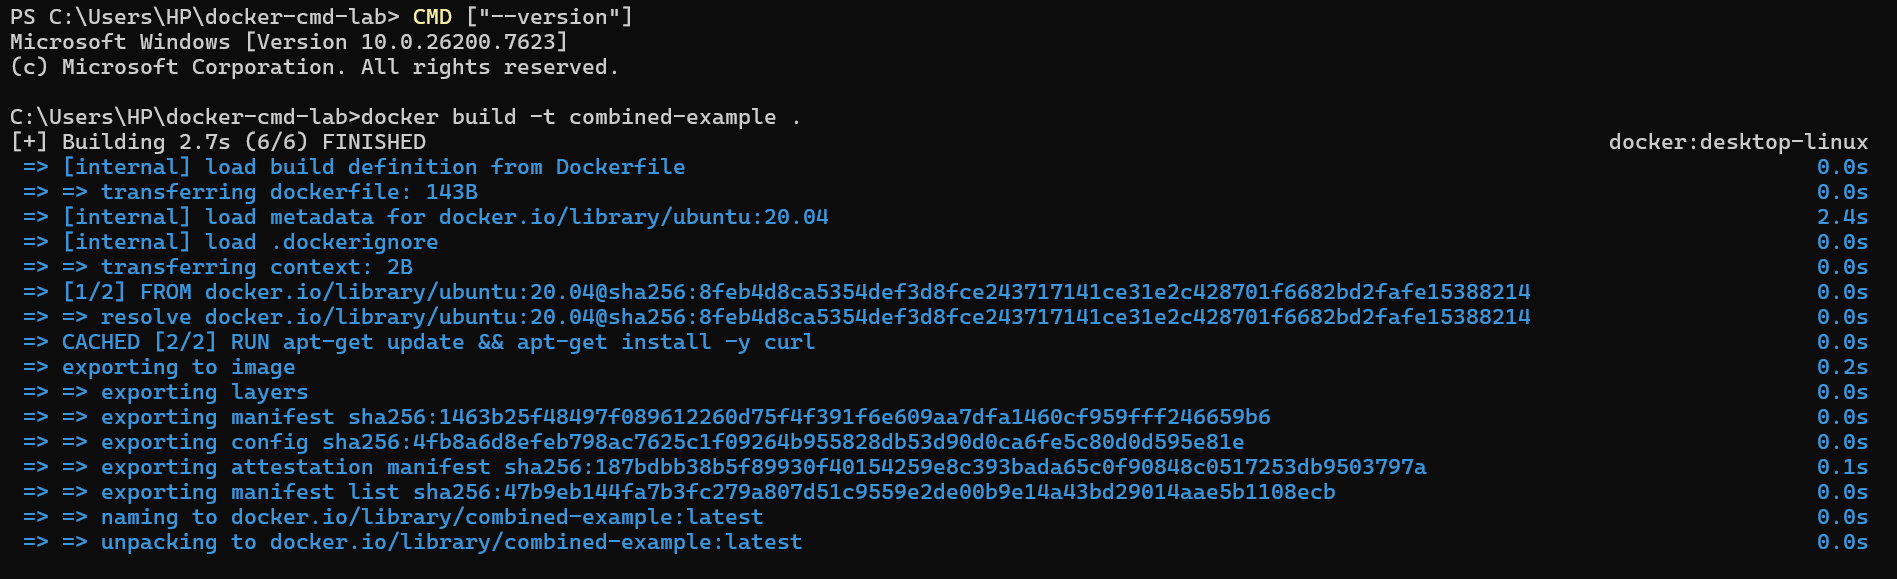 PS C:\Users\HP\docker-cmd-lab> CMD ["--version"]
Microsoft Windows [Version 10.0.26200.7623]
(c) Microsoft Corporation. All rights reserved.
C:\Users\HP\docker-cmd-lab>docker build -t combined-example .
[+] Building 2.7s (6/6) FINISHED docker:desktop-linux
=> [internal] load build definition from Dockerfile 0.0s
=> => transferring dockerfile: 143B 0.0s
=> [internal] load metadata for docker.io/library/ubuntu:20.04 2.4s
=> [internal] load .dockerignore 0.0s
=> => transferring context: 2B 0.0s
=> [1/2] FROM docker.io/library/ubuntu:20.04@sha256:8feb4d8ca5354def3d8fce243717141ce31e2c428701f6682bd2fafe15388214 0.0s
=> => resolve docker.io/library/ubuntu:20.04@sha256:8feb4d8ca5354def3d8fce243717141ce31e2c428701f6682bd2fafe15388214 0.0s
=> CACHED [2/2] RUN apt-get update && apt-get install -y curl 0.0s
=> exporting to image 0.2s
=> => exporting layers 0.0s
=> => exporting manifest sha256:1463b25f48497f089612260d75f4f391f6e609aa7dfa1460cf959fff246659b6 0.0s
=> => exporting config sha256:4fb8a6d8efeb798ac7625c1f09264b955828db53d90d0ca6fe5c80d0d595e81e 0.0s
=> => exporting attestation manifest sha256:187bdbb38b5f89930f40154259e8c393bada65c0f90848c0517253db9503797a 0.1s
=> => exporting manifest list sha256:47b9eb144fa7b3fc279a807d51c9559e2de00b9e14a43bd29014aae5b1108ecb 0.0s
=> => naming to docker.io/library/combined-example:latest 0.0s
=> => unpacking to docker.io/library/combined-example:latest 0.0s